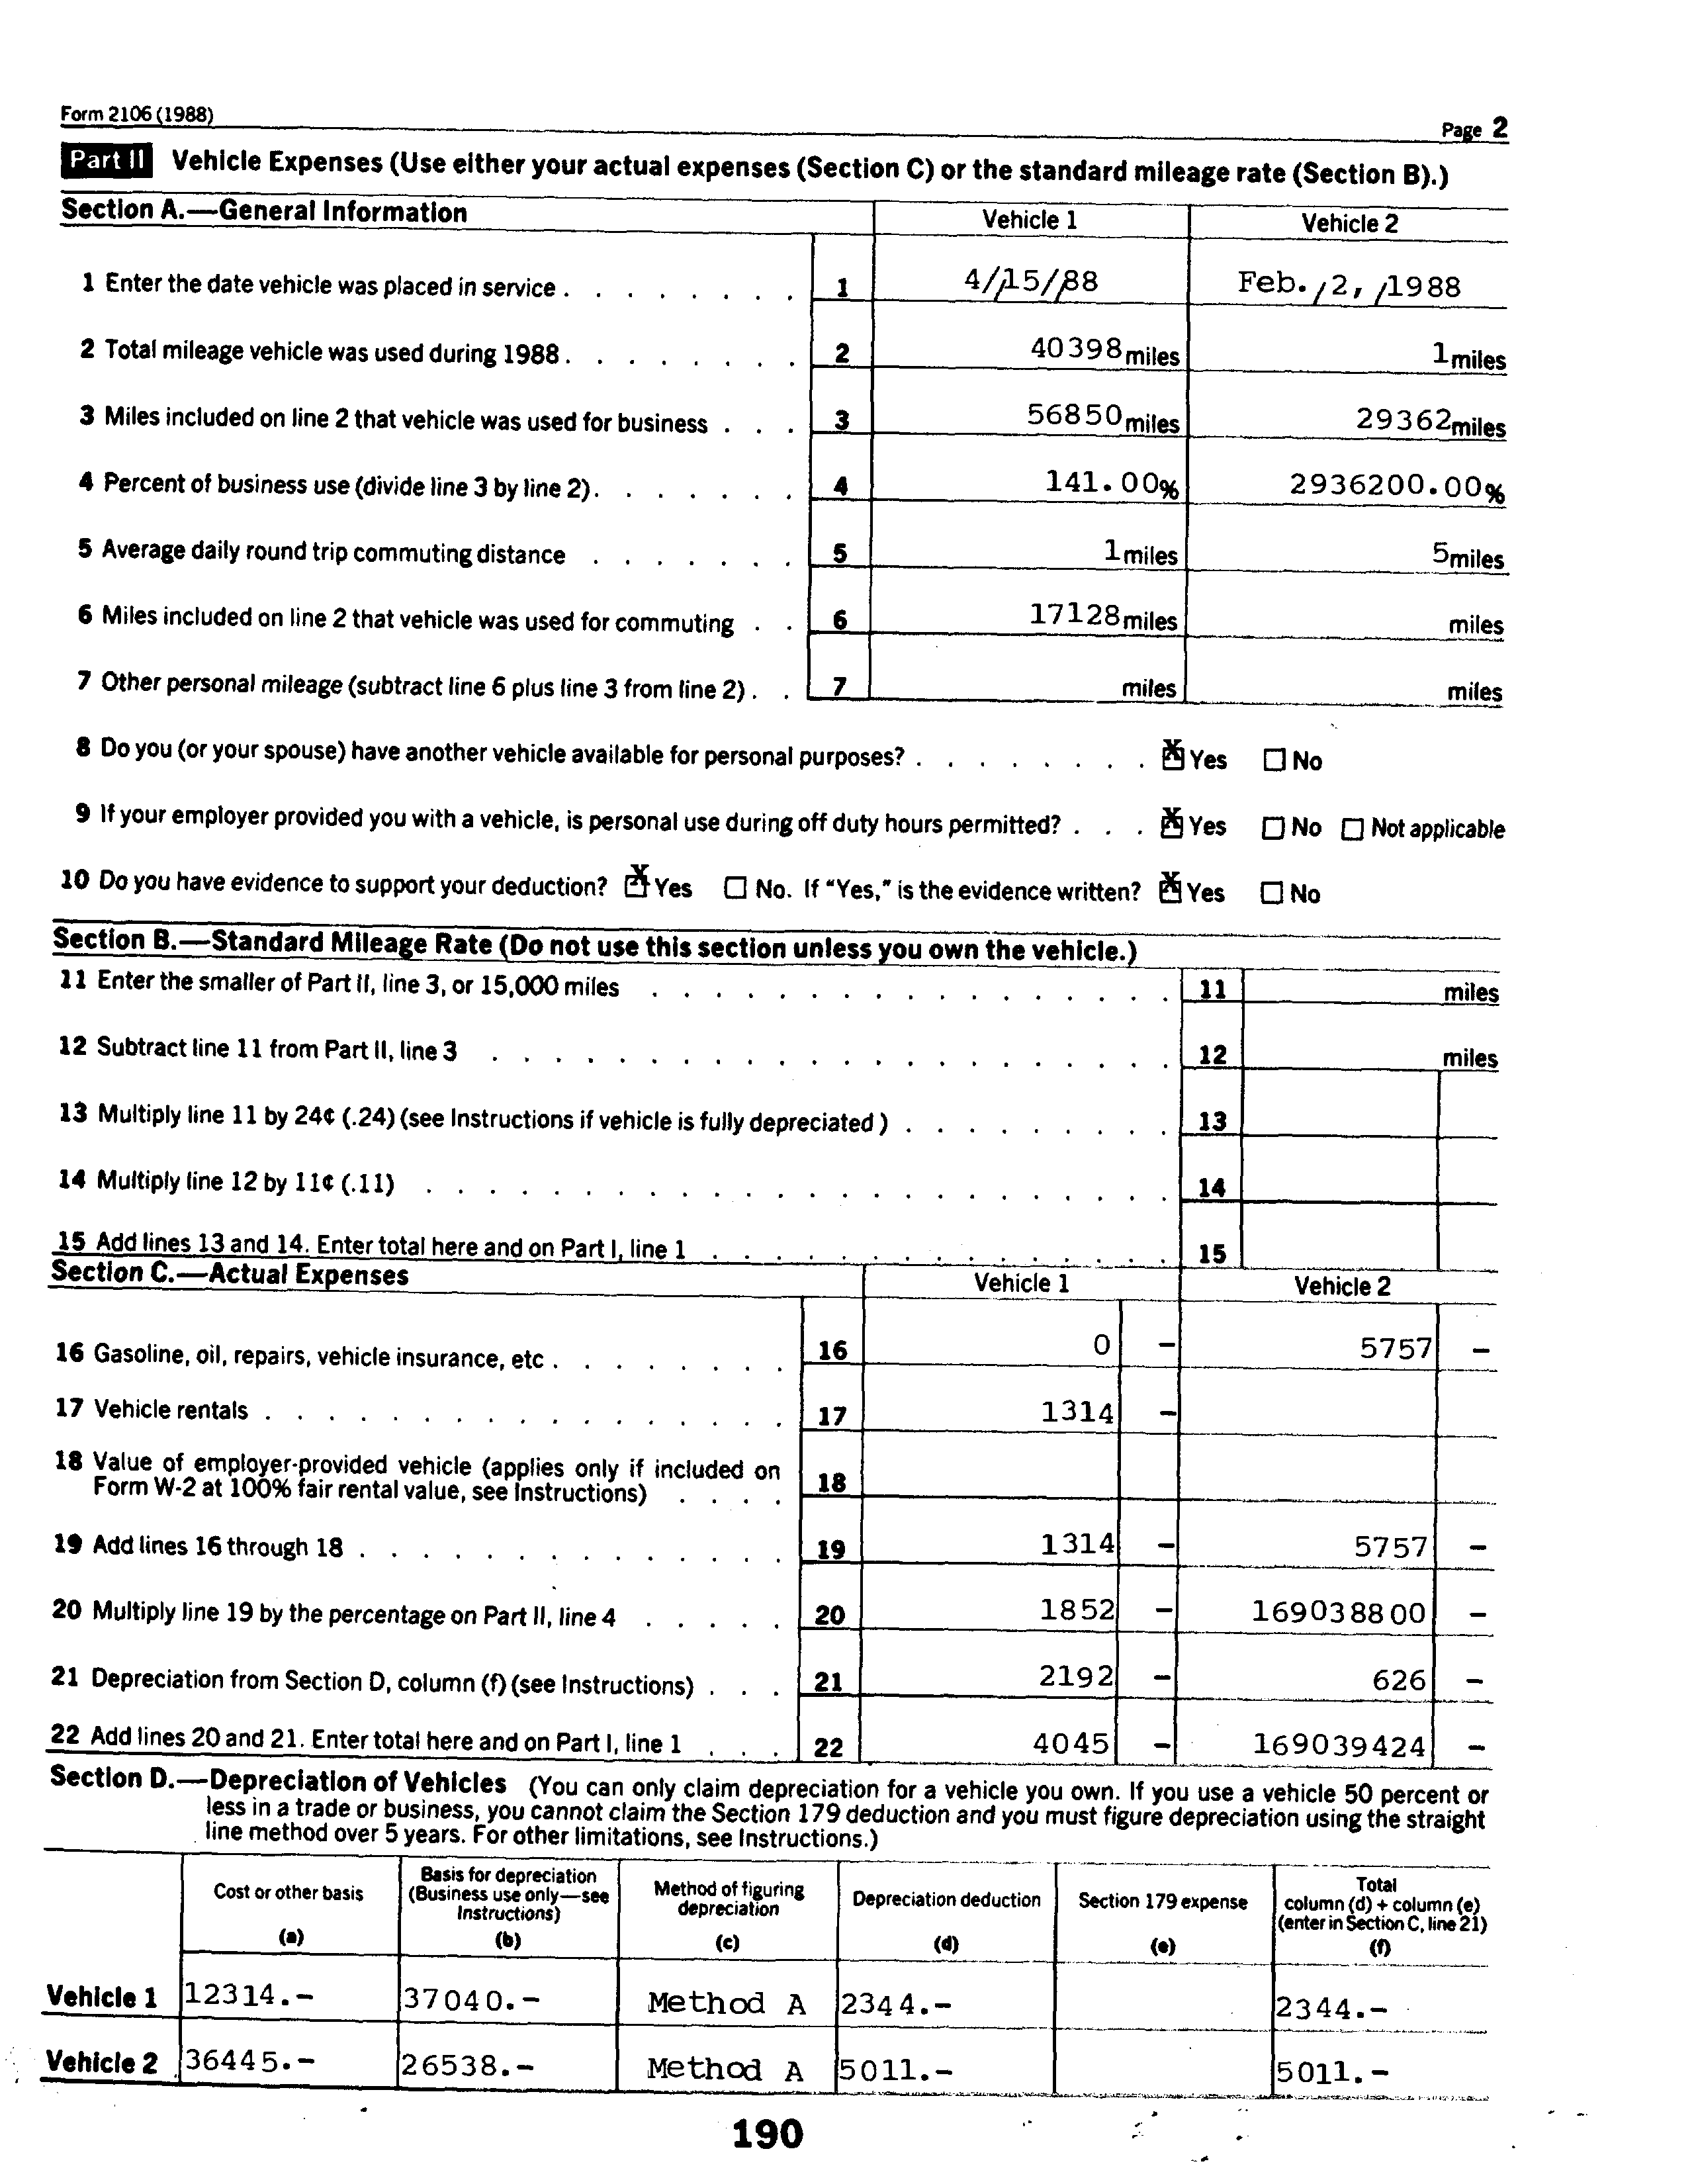 Form 2106 (1988)
Page 2
Part II Vehicle Expenses (Use either your actual expenses (Section C) or the standard mileage rate (Section B).)
Section A.—General Information Vehicle 1 Vehicle 2
1 Enter the date vehicle was placed in service . . . . . . . . 1 4/15/88 Feb. 2, 1988
2 Total mileage vehicle was used during 1988 . . . . . . . . 2 40398 miles 1 miles
3 Miles included on line 2 that vehicle was used for business . . . 3 56850 miles 29362 miles
4 Percent of business use (divide line 3 by line 2) . . . . . . . 4 141.00% 2936200.00%
5 Average daily round trip commuting distance . . . . . . . 5 1 miles 5 miles
6 Miles included on line 2 that vehicle was used for commuting . . 6 17128 miles miles
7 Other personal mileage (subtract line 6 plus line 3 from line 2) . . 7 miles miles
8 Do you (or your spouse) have another vehicle available for personal purposes? . . . . . . . . ☒ Yes ☐ No
9 If your employer provided you with a vehicle, is personal use during off duty hours permitted? . . . ☒ Yes ☐ No ☐ Not applicable
10 Do you have evidence to support your deduction? ☒ Yes ☐ No. If "Yes," is the evidence written? ☒ Yes ☐ No
Section B.—Standard Mileage Rate (Do not use this section unless you own the vehicle.)
11 Enter the smaller of Part II, line 3, or 15,000 miles . . . . . . . . . . . . . . . . . 11 miles
12 Subtract line 11 from Part II, line 3 . . . . . . . . . . . . . . . . . . . . . . 12 miles
13 Multiply line 11 by 24¢ (.24) (see Instructions if vehicle is fully depreciated ) . . . . . . . . . 13
14 Multiply line 12 by 11¢ (.11) . . . . . . . . . . . . . . . . . . . . . . . . 14
15 Add lines 13 and 14. Enter total here and on Part I, line 1 . . . . . . . . . . . . . . . 15
Section C.—Actual Expenses Vehicle 1 Vehicle 2
16 Gasoline, oil, repairs, vehicle insurance, etc . . . . . . . . 16 0 – 5757 –
17 Vehicle rentals . . . . . . . . . . . . . . . . . 17 1314 –
18 Value of employer-provided vehicle (applies only if included on
Form W-2 at 100% fair rental value, see Instructions) . . . . 18
19 Add lines 16 through 18 . . . . . . . . . . . . . . 19 1314 – 5757 –
20 Multiply line 19 by the percentage on Part II, line 4 . . . . . 20 1852 – 169038800 –
21 Depreciation from Section D, column (f) (see Instructions) . . . 21 2192 – 626 –
22 Add lines 20 and 21. Enter total here and on Part I, line 1 . . . 22 4045 – 169039424 –
Section D.—Depreciation of Vehicles (You can only claim depreciation for a vehicle you own. If you use a vehicle 50 percent or
less in a trade or business, you cannot claim the Section 179 deduction and you must figure depreciation using the straight
line method over 5 years. For other limitations, see Instructions.)
Cost or other basis
(a)
Basis for depreciation
(Business use only—see
Instructions)
(b)
Method of figuring
depreciation
(c)
Depreciation deduction
(d)
Section 179 expense
(e)
Total
column (d) + column (e)
(enter in Section C, line 21)
(f)
Vehicle 1 12314.– 37040.– Method A 2344.– 2344.–
Vehicle 2 36445.– 26538.– Method A 5011.– 5011.–
190